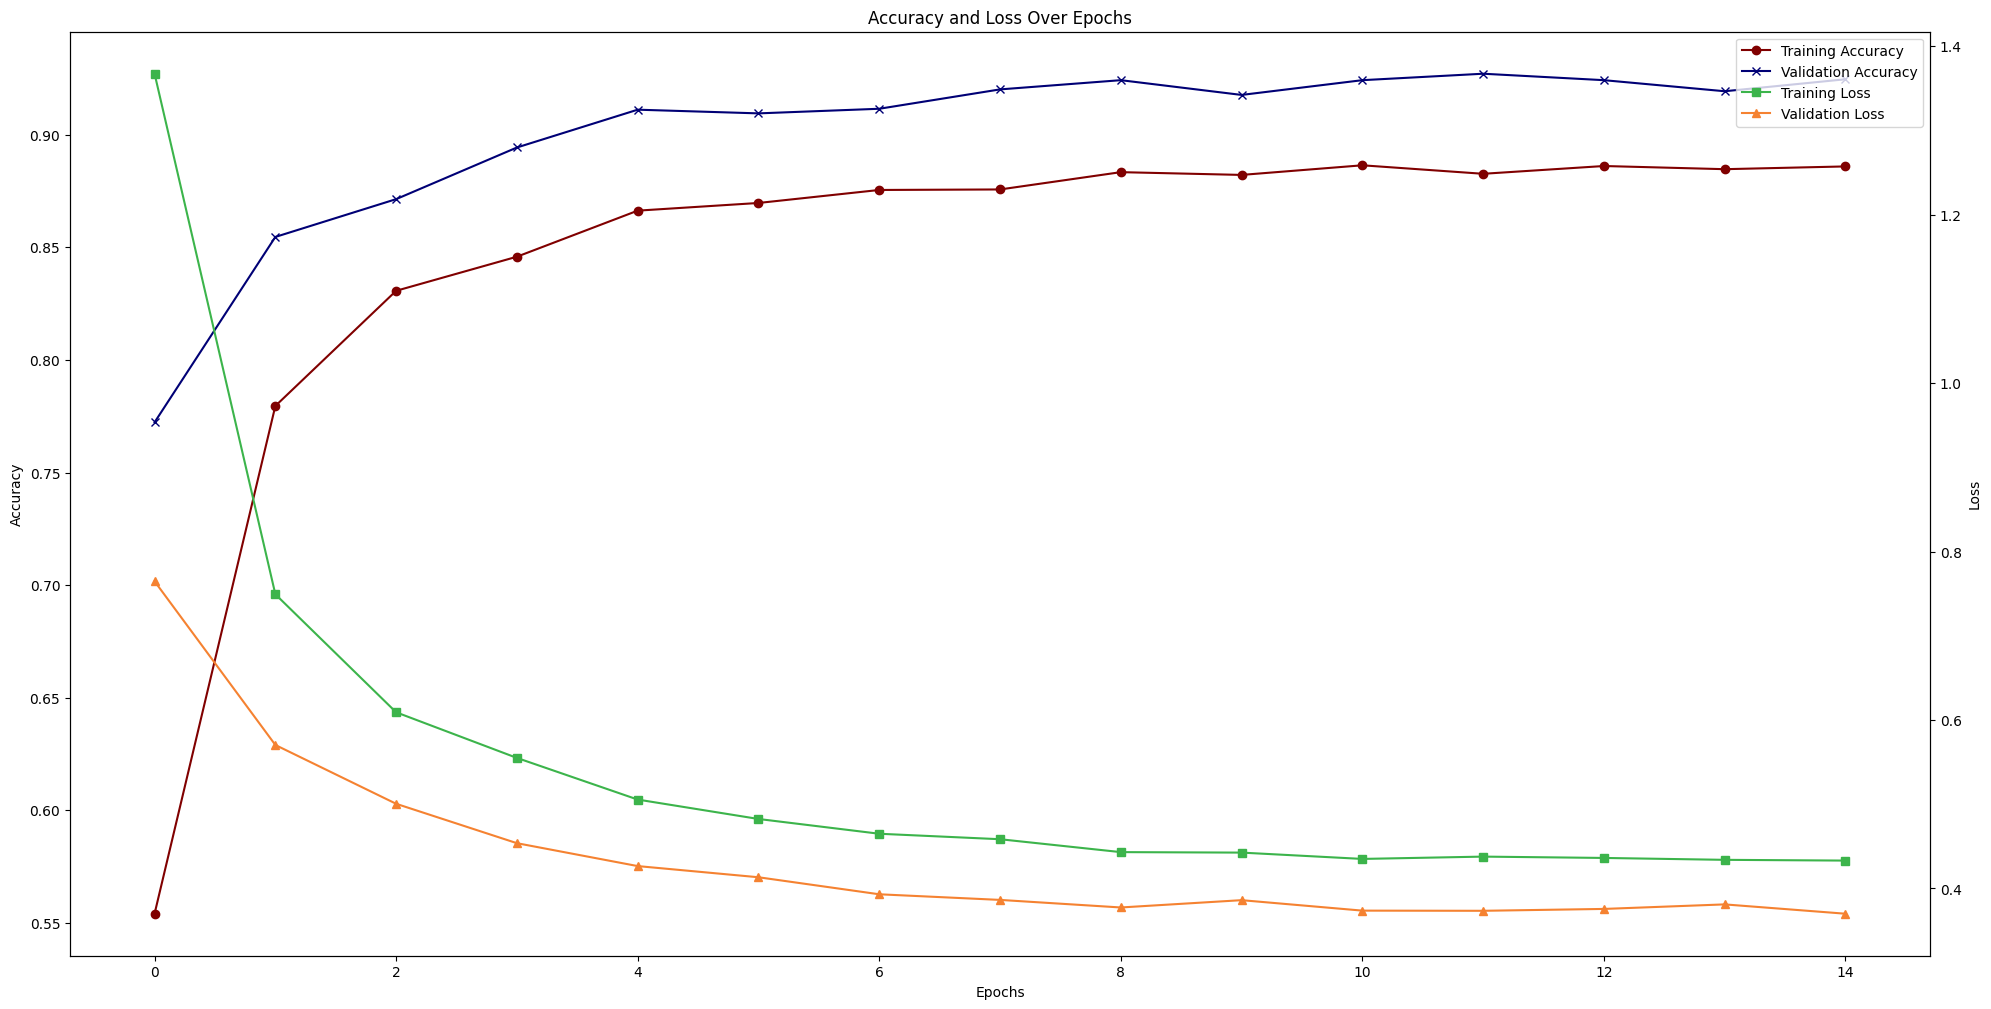 Accuracy and Loss Over Epochs
Training Accuracy
Validation Accuracy
Training Loss
Validation Loss
Accuracy
0.90
0.85
0.80
0.75
0.70
0.65
0.60
0.55
1.4
1.2
1.0
0.8
0.6
0.4
Loss
0 2 4 6 8 10 12 14
Epochs